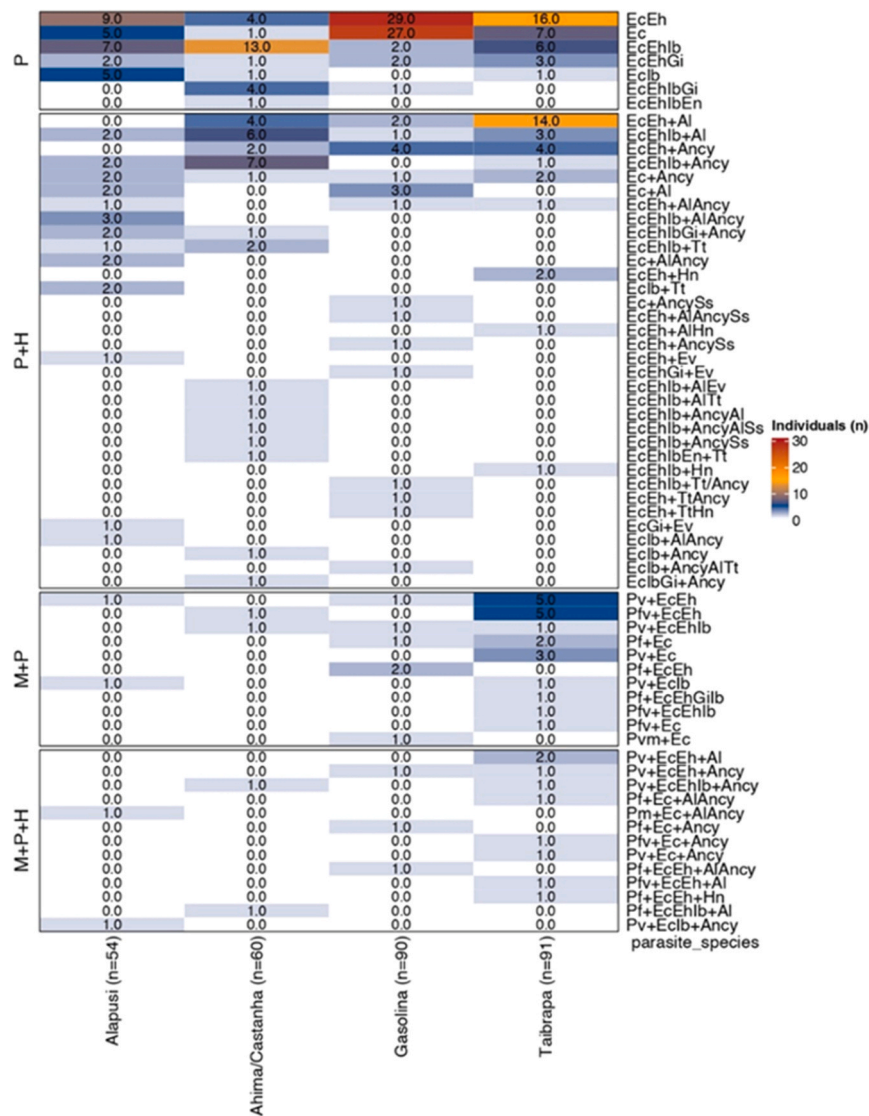 P
9.0 4.0 29.0 16.0 EcEh
5.0 1.0 27.0 7.0 Ec
7.0 13.0 2.0 6.0 EcEhIb
2.0 1.0 2.0 3.0 EcEhGi
5.0 1.0 0.0 1.0 EcIb
0.0 4.0 1.0 0.0 EcEhIbGi
0.0 1.0 0.0 0.0 EcEhIbEn
P+H
0.0 4.0 2.0 14.0 EcEh+Al
2.0 6.0 1.0 3.0 EcEhIb+Al
0.0 2.0 4.0 4.0 EcEh+Ancy
2.0 7.0 0.0 1.0 EcEhIb+Ancy
2.0 1.0 1.0 2.0 Ec+Ancy
2.0 0.0 3.0 0.0 Ec+Al
1.0 0.0 1.0 1.0 EcEh+AlAncy
3.0 0.0 0.0 0.0 EcEhIb+AlAncy
2.0 1.0 0.0 0.0 EcEhIbGi+Ancy
1.0 2.0 0.0 0.0 EcEhIb+Tt
2.0 0.0 0.0 0.0 Ec+AlAncy
0.0 0.0 0.0 2.0 EcEh+Hn
2.0 0.0 0.0 0.0 EcIb+Tt
0.0 0.0 1.0 0.0 Ec+AncySs
0.0 0.0 1.0 0.0 EcEh+AlAncySs
0.0 0.0 0.0 1.0 EcEh+AlHn
0.0 0.0 1.0 0.0 EcEh+AncySs
1.0 0.0 0.0 0.0 EcEh+Ev
0.0 0.0 1.0 0.0 EcEhGi+Ev
0.0 1.0 0.0 0.0 EcEhIb+AlEv
0.0 1.0 0.0 0.0 EcEhIb+AlTt
0.0 1.0 0.0 0.0 EcEhIb+AncyAl
0.0 1.0 0.0 0.0 EcEhIb+AncyAlSs
0.0 1.0 0.0 0.0 EcEhIb+AncySs
0.0 1.0 0.0 0.0 EcEhIbEn+Tt
0.0 0.0 0.0 1.0 EcEhIb+Hn
0.0 0.0 1.0 0.0 EcEhIb+Tt/Ancy
0.0 0.0 1.0 0.0 EcEh+TtAncy
0.0 0.0 1.0 0.0 EcEh+TtHn
1.0 0.0 0.0 0.0 EcGi+Ev
1.0 0.0 0.0 0.0 EcIb+AlAncy
0.0 1.0 0.0 0.0 EcIb+Ancy
0.0 0.0 1.0 0.0 EcIb+AncyAlTt
0.0 1.0 0.0 0.0 EcIbGi+Ancy
M+P
1.0 0.0 1.0 5.0 Pv+EcEh
0.0 1.0 0.0 5.0 Pfv+EcEh
0.0 1.0 1.0 1.0 Pv+EcEhIb
0.0 0.0 1.0 2.0 Pf+Ec
0.0 0.0 0.0 3.0 Pv+Ec
0.0 0.0 2.0 0.0 Pf+EcEh
1.0 0.0 0.0 1.0 Pv+EcIb
0.0 0.0 0.0 1.0 Pf+EcEhGiIb
0.0 0.0 0.0 1.0 Pfv+EcEhIb
0.0 0.0 0.0 1.0 Pfv+Ec
0.0 0.0 1.0 0.0 Pvm+Ec
M+P+H
0.0 0.0 0.0 2.0 Pv+EcEh+Al
0.0 0.0 1.0 1.0 Pv+EcEh+Ancy
0.0 1.0 0.0 1.0 Pv+EcEhIb+Ancy
0.0 0.0 0.0 1.0 Pf+Ec+AlAncy
1.0 0.0 0.0 0.0 Pm+Ec+AlAncy
0.0 0.0 1.0 0.0 Pf+Ec+Ancy
0.0 0.0 0.0 1.0 Pfv+Ec+Ancy
0.0 0.0 0.0 1.0 Pv+Ec+Ancy
0.0 0.0 1.0 0.0 Pf+EcEh+AlAncy
0.0 0.0 0.0 1.0 Pfv+EcEh+Al
0.0 0.0 0.0 1.0 Pf+EcEh+Hn
0.0 1.0 0.0 0.0 Pf+EcEhIb+Al
1.0 0.0 0.0 0.0 Pv+EcIb+Ancy
parasite_species
Alapusi (n=54)
Ahima/Castanha (n=60)
Gasolina (n=90)
Taibrapa (n=91)
Individuals (n)
30
20
10
0